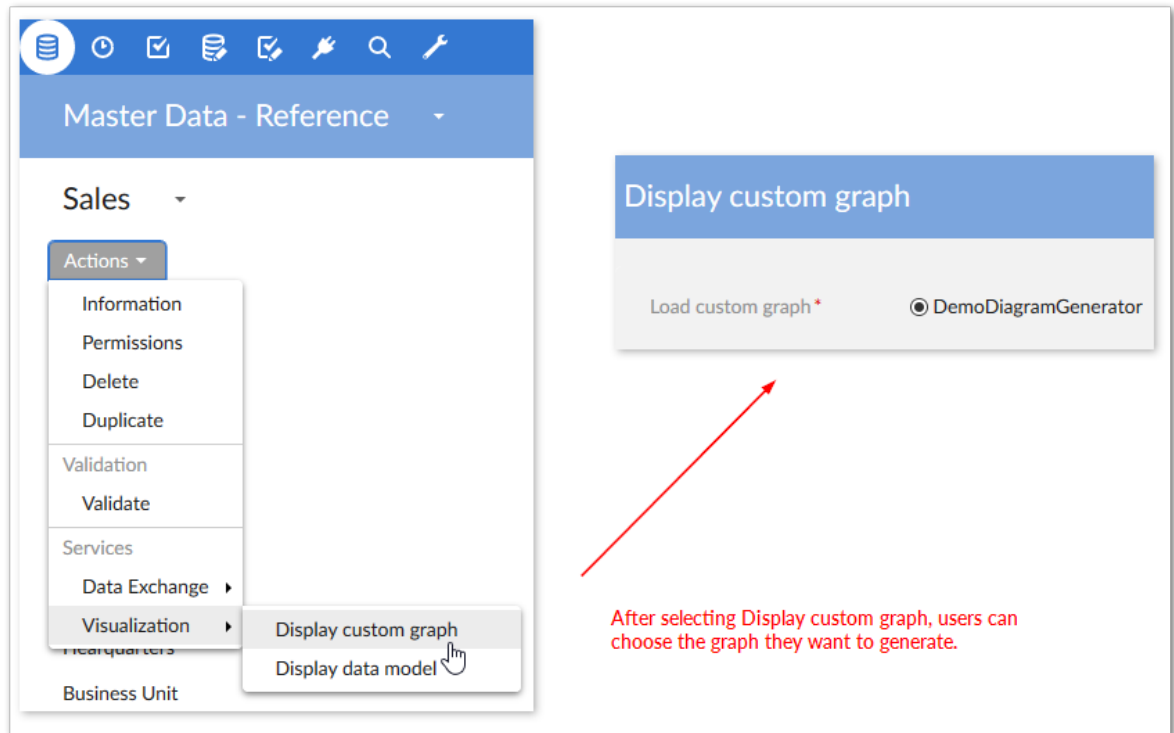 Master Data - Reference
Sales
Actions
Information
Permissions
Delete
Duplicate
Validation
Validate
Services
Data Exchange
Visualization
Display custom graph
Display data model
Headquarters
Business Unit
Display custom graph
Load custom graph *
DemoDiagramGenerator
After selecting Display custom graph, users can
choose the graph they want to generate.